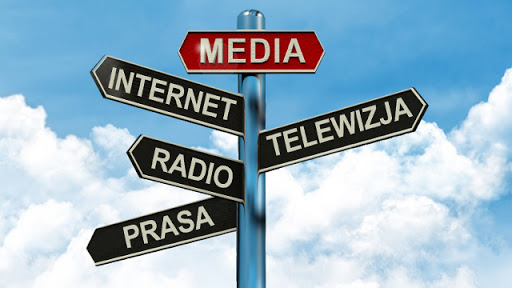 MEDIA
INTERNET
TELEWIZJA
RADIO
PRASA